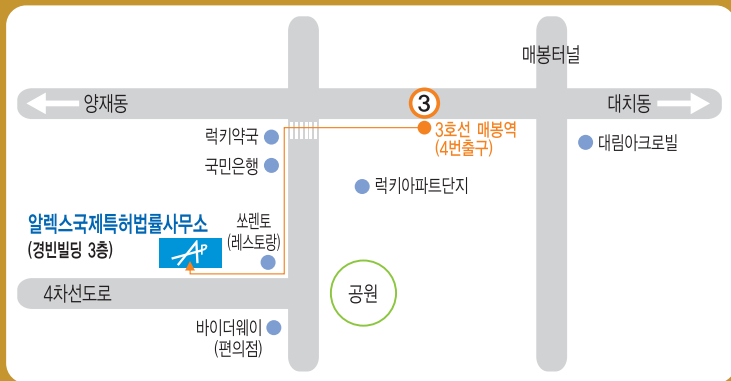 매봉터널
양재동
3
대치동
3호선 매봉역
(4번출구)
럭키약국
대림아크로빌
국민은행
럭키아파트단지
알렉스국제특허법률사무소
(경빈빌딩 3층)
쏘렌토
(레스토랑)
AP
4차선도로
공원
바이더웨이
(편의점)